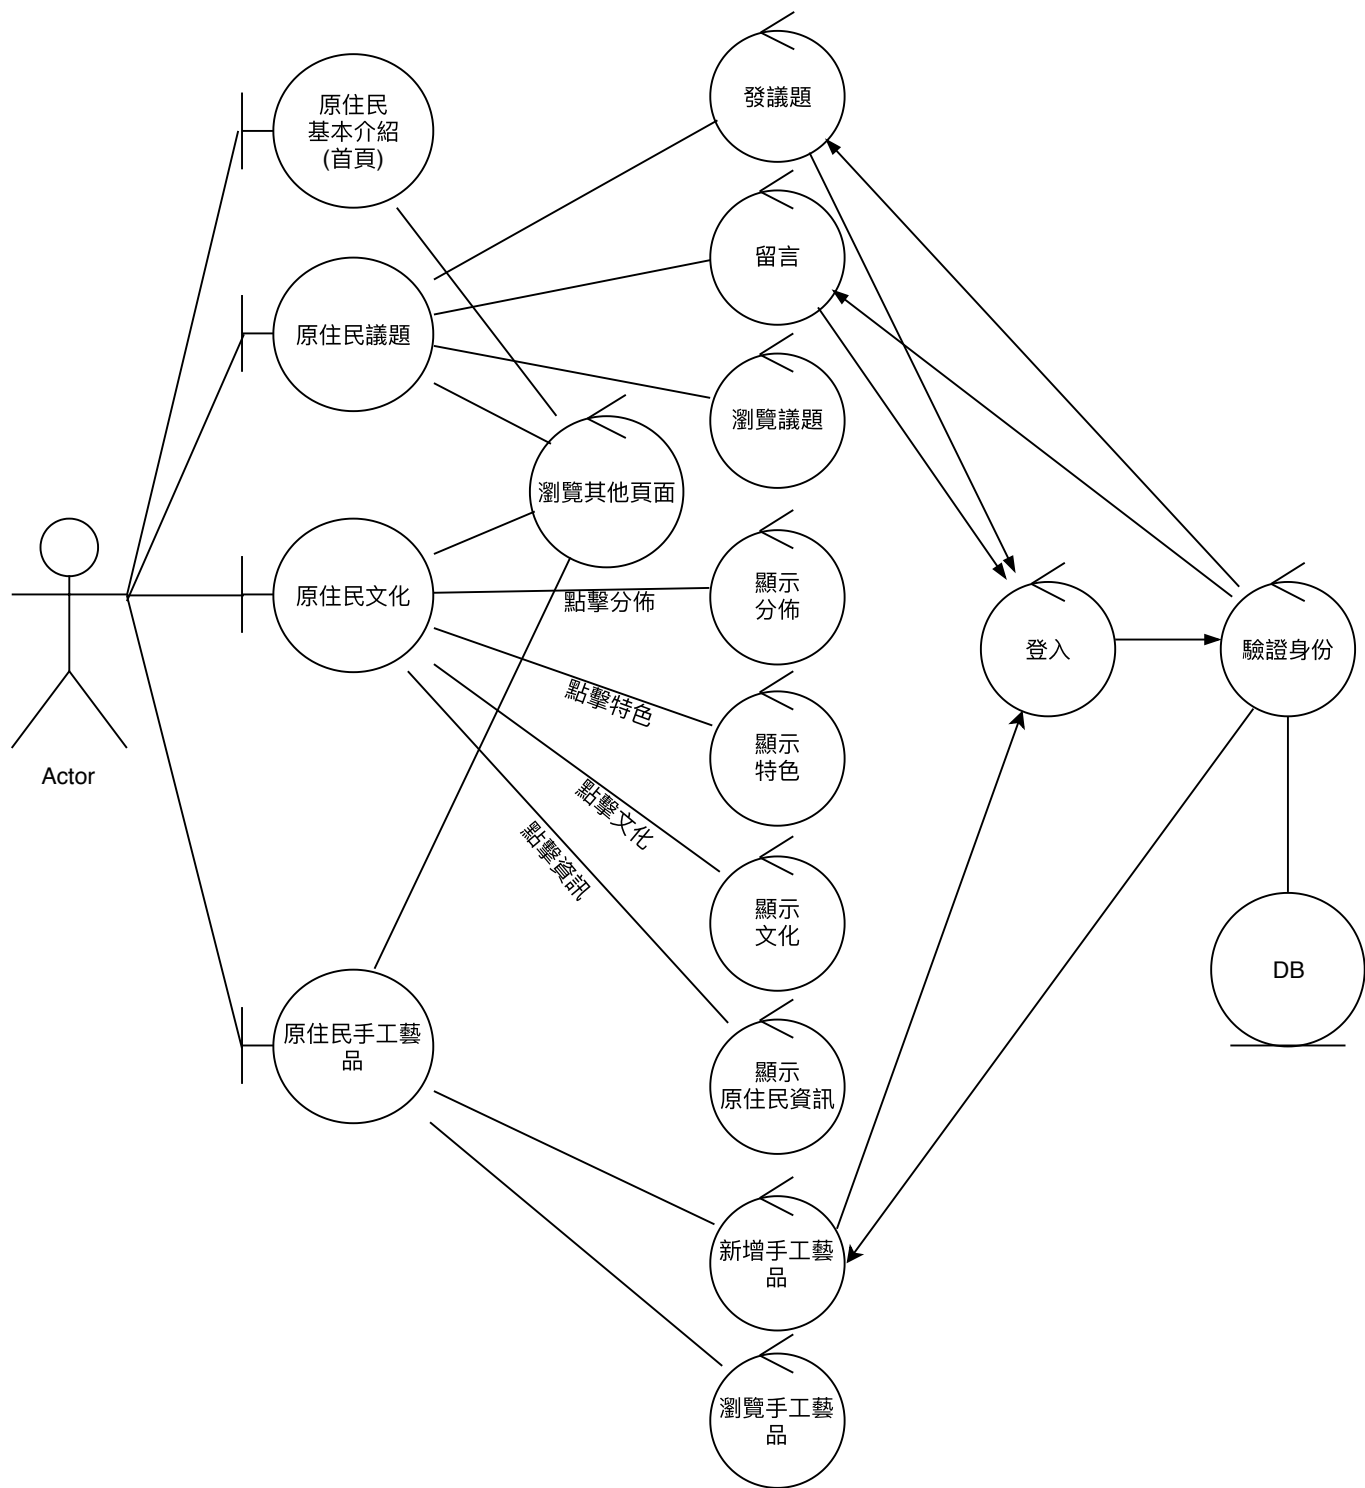 發議題
原住民
基本介紹
(首頁)
留言
原住民議題
瀏覽議題
瀏覽其他頁面
原住民文化
顯示
分佈
點擊分佈
登入
驗證身份
點擊特色
顯示
特色
Actor
點擊文化
點擊資訊
顯示
文化
DB
原住民手工藝
品
顯示
原住民資訊
新增手工藝
品
瀏覽手工藝
品